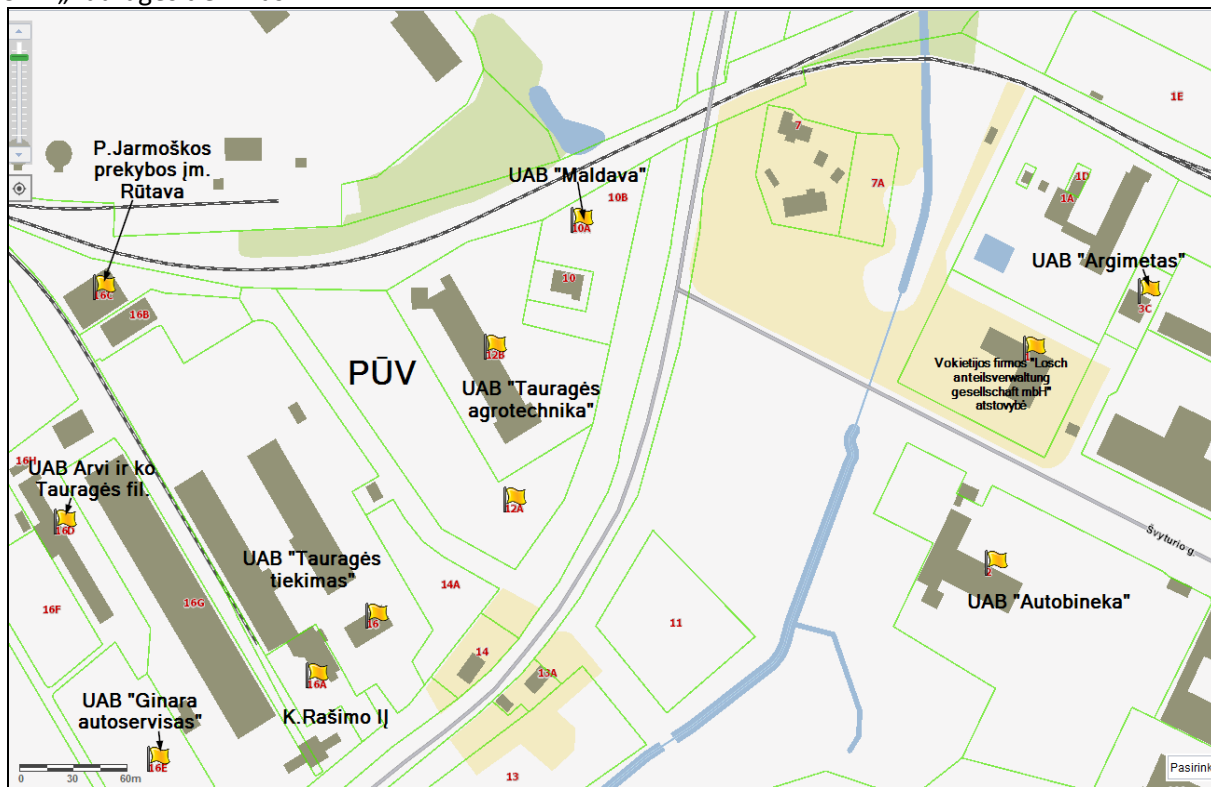 1E
P.Jarmoškos
prekybos įm.
Rūtava
7
UAB "Maldava"
10B
7A
1D
1A
10A
UAB "Argimetas"
10
16C
3C
16B
12B
1
PŪV
Vokietijos firmos "Losch
anteilsverwaltung
gesellschaft mbH"
atstovybė
UAB "Tauragės
agrotechnika"
16H
UAB Arvi ir ko
Tauragės fil.
12A
16D
Švyturio g.
UAB "Tauragės
tiekimas"
2
14A
16F
16G
UAB "Autobineka"
16
11
14
13A
16A
UAB "Ginara
autoservisas"
K.Rašimo IĮ
16E
Pasirink
0 30 60m
13